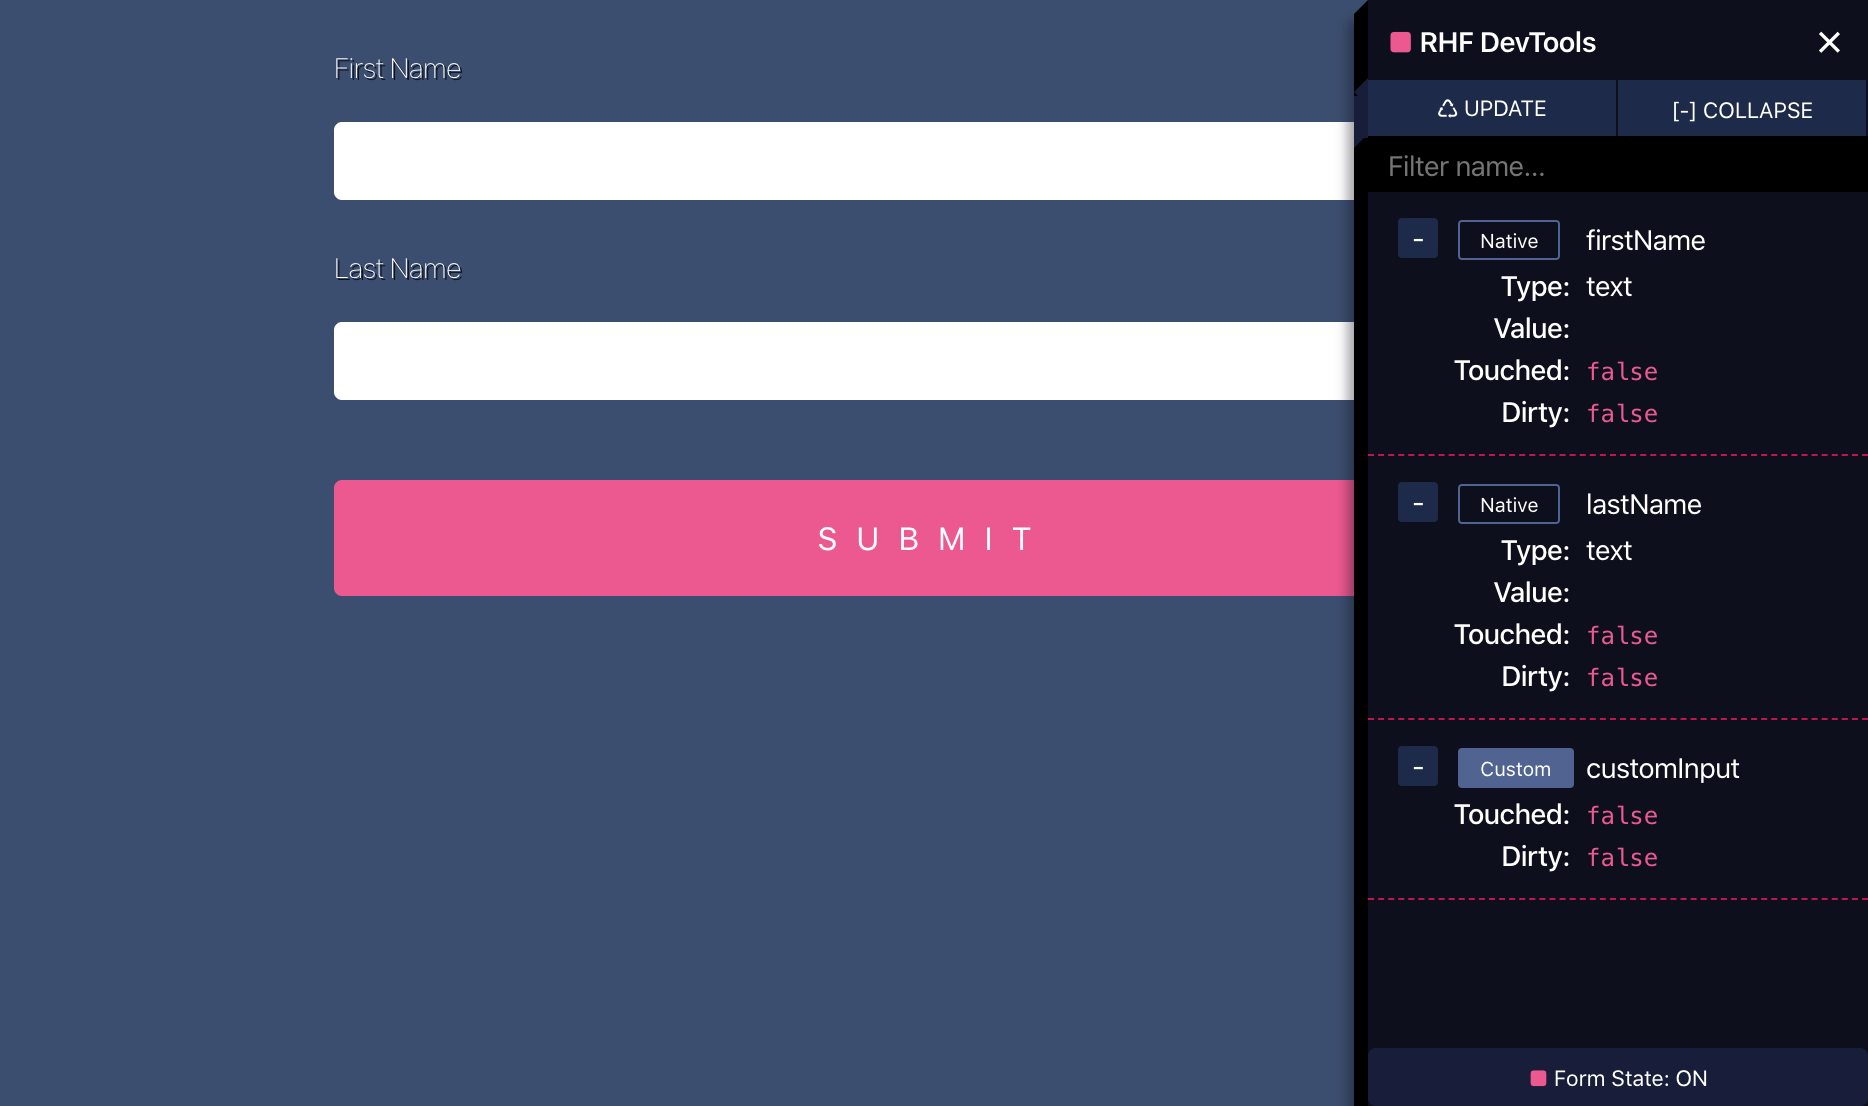 First Name
Last Name
SUBMIT
RHF DevTools
UPDATE
[-] COLLAPSE
Filter name...
- Native firstName
Type: text
Value:
Touched: false
Dirty: false
- Native lastName
Type: text
Value:
Touched: false
Dirty: false
- Custom customInput
Touched: false
Dirty: false
Form State: ON